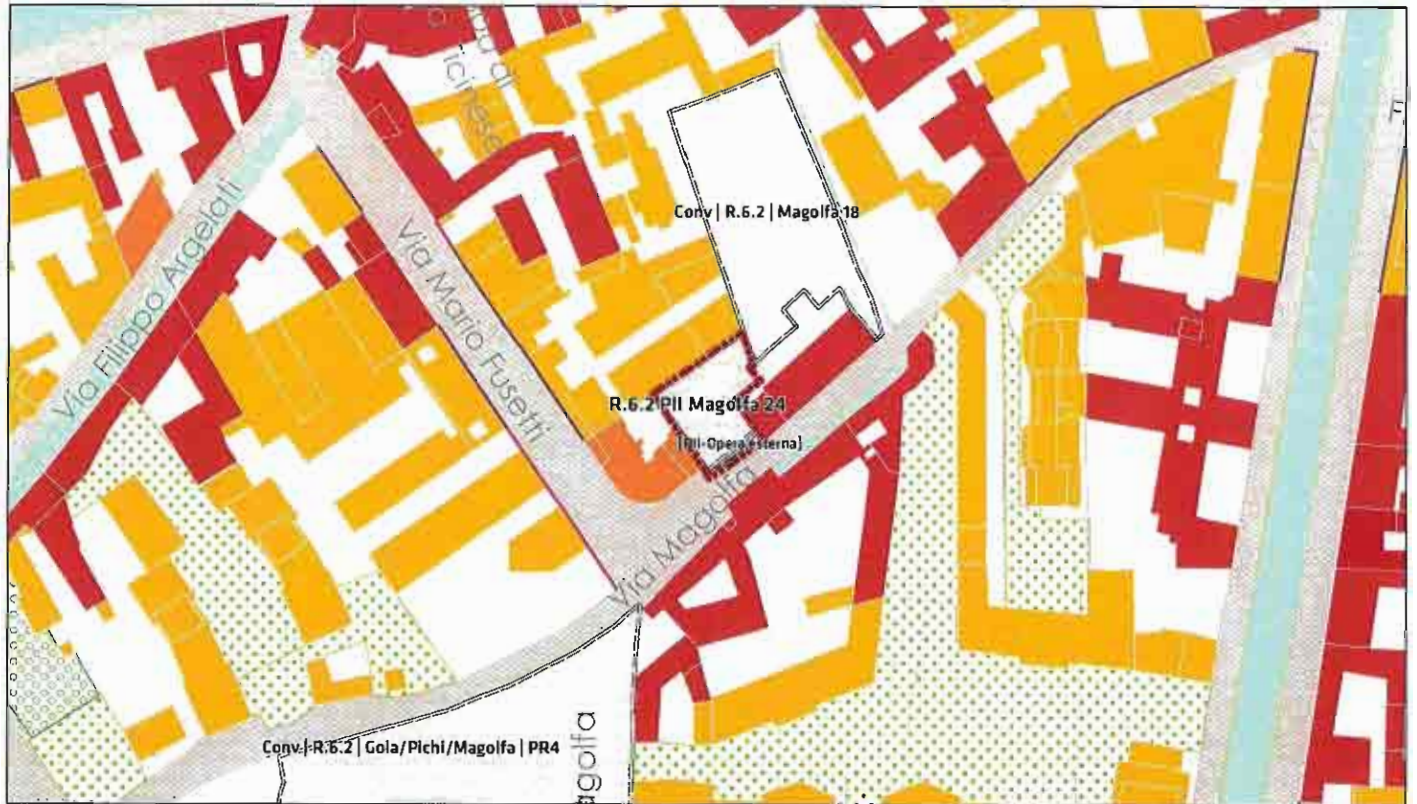 icinese
Via Filippo Argelati
Via Mario Fusetti
Conv | R.6.2 | Magolfa 18
R.6.2 PII Magolfa 24
[PII-Opera esterna]
Via Magolfa
Conv | R.6.2 | Gola/Pichi/Magolfa | PR4
agolfa